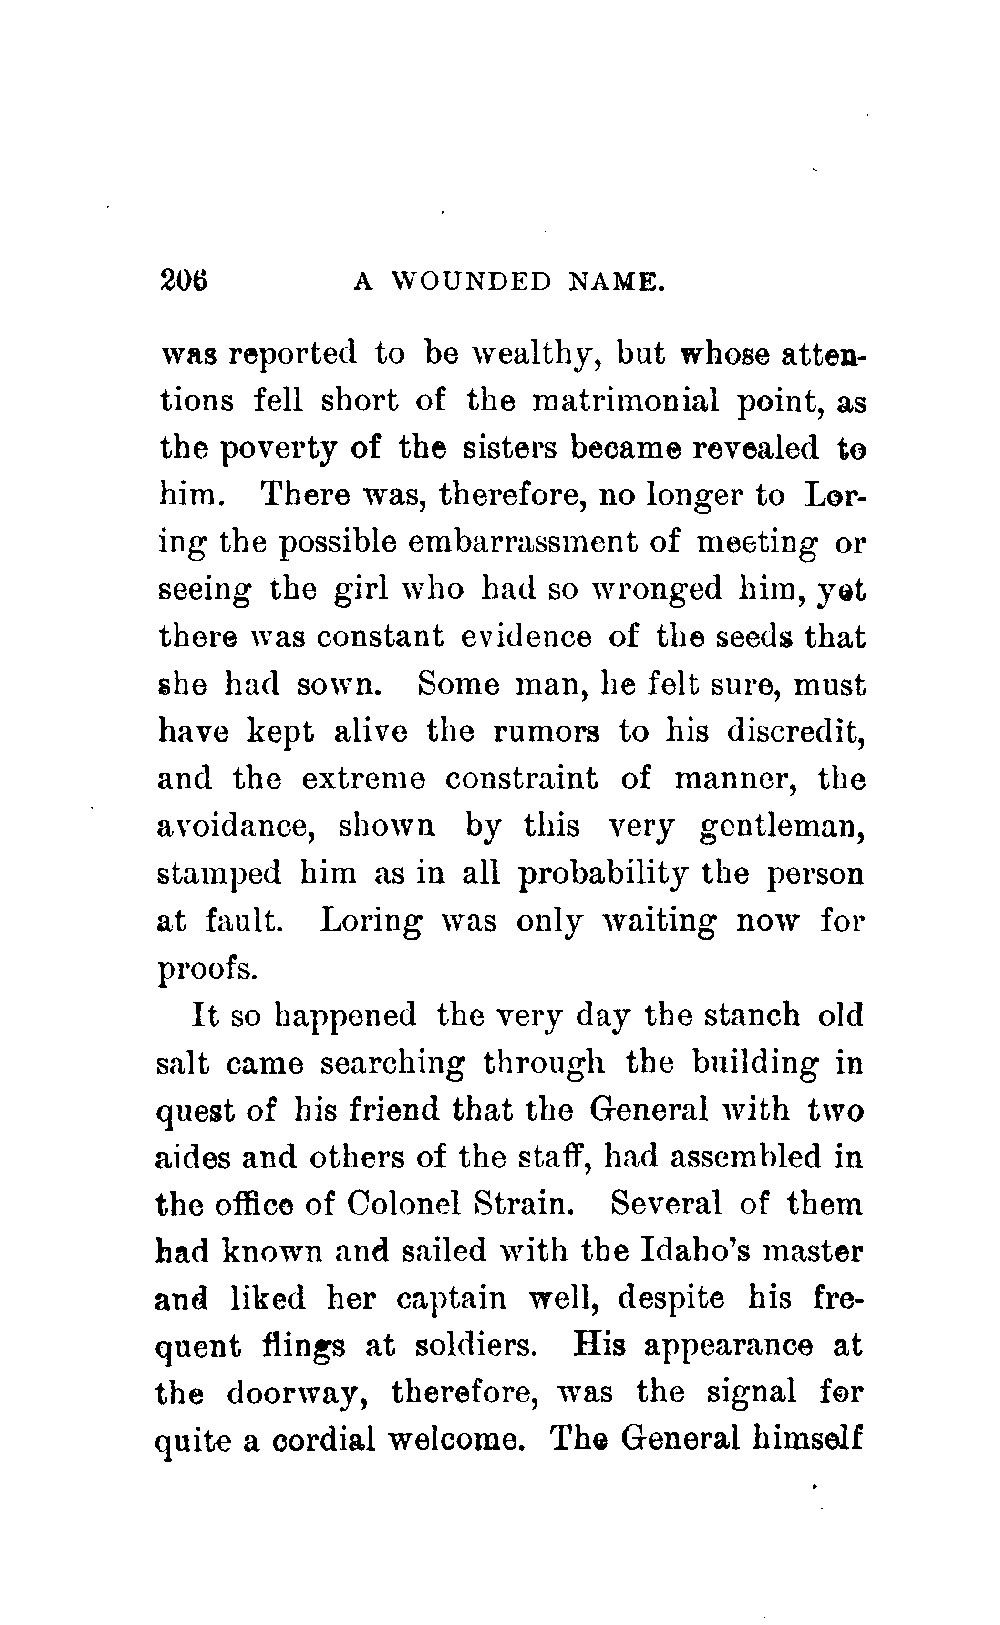 206 A WOUNDED NAME.
was reported to be wealthy, but whose atten-
tions fell short of the matrimonial point, as
the poverty of the sisters became revealed to
him. There was, therefore, no longer to Lor-
ing the possible embarrassment of meeting or
seeing the girl who had so wronged him, yet
there was constant evidence of the seeds that
she had sown. Some man, he felt sure, must
have kept alive the rumors to his discredit,
and the extreme constraint of manner, the
avoidance, shown by this very gentleman,
stamped him as in all probability the person
at fault. Loring was only waiting now for
proofs.
It so happened the very day the stanch old
salt came searching through the building in
quest of his friend that the General with two
aides and others of the staff, had assembled in
the office of Colonel Strain. Several of them
had known and sailed with the Idaho's master
and liked her captain well, despite his fre-
quent flings at soldiers. His appearance at
the doorway, therefore, was the signal for
quite a cordial welcome. The General himself